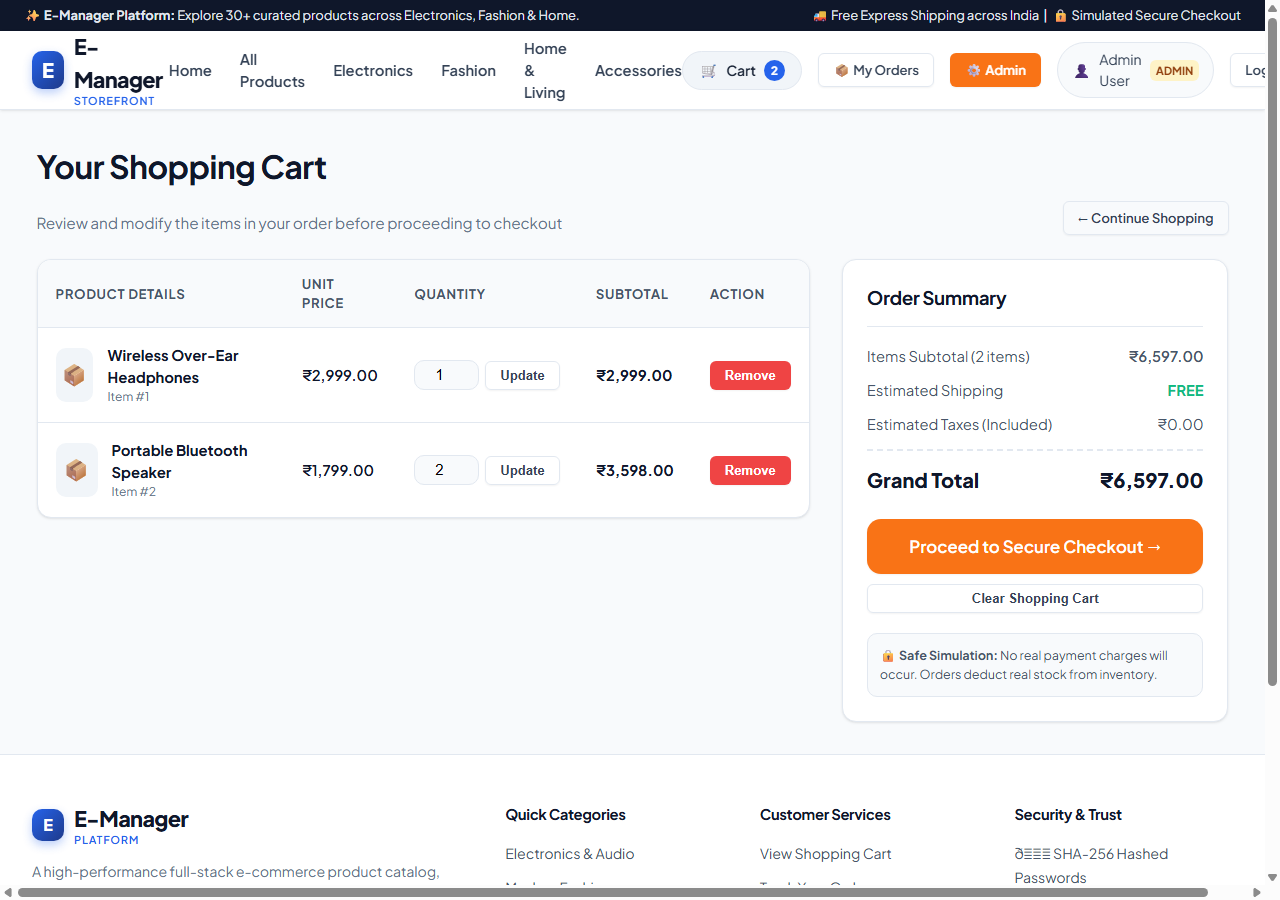 ✨ E-Manager Platform: Explore 30+ curated products across Electronics, Fashion & Home.
🚚 Free Express Shipping across India | 🔒 Simulated Secure Checkout
E
E-
Manager
STOREFRONT
Home
All
Products
Electronics
Fashion
Home
&
Living
Accessories
🛒 Cart 2
📦 My Orders
⚙️ Admin
👤 Admin
User
ADMIN
Your Shopping Cart
Review and modify the items in your order before proceeding to checkout
← Continue Shopping
PRODUCT DETAILS
UNIT
PRICE
QUANTITY
SUBTOTAL
ACTION
Wireless Over-Ear
Headphones
Item #1
₹2,999.00
1
Update
₹2,999.00
Remove
Portable Bluetooth
Speaker
Item #2
₹1,799.00
2
Update
₹3,598.00
Remove
Order Summary
Items Subtotal (2 items) ₹6,597.00
Estimated Shipping FREE
Estimated Taxes (Included) ₹0.00
Grand Total ₹6,597.00
Proceed to Secure Checkout →
Clear Shopping Cart
🔒 Safe Simulation: No real payment charges will
occur. Orders deduct real stock from inventory.
E
E-Manager
PLATFORM
A high-performance full-stack e-commerce product catalog,
Quick Categories
Electronics & Audio
Customer Services
View Shopping Cart
Security & Trust
SHA-256 Hashed
Passwords